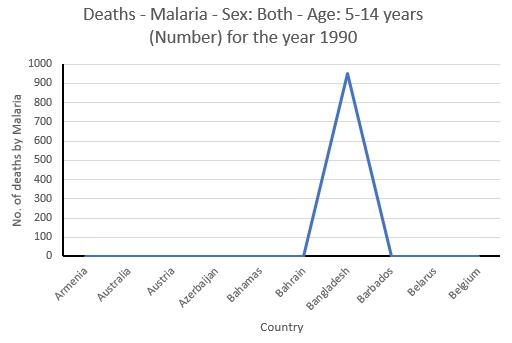 Deaths - Malaria - Sex: Both - Age: 5-14 years
(Number) for the year 1990
No. of deaths by Malaria
1000
900
800
700
600
500
400
300
200
100
0
Armenia
Australia
Austria
Azerbaijan
Bahamas
Bahrain
Bangladesh
Barbados
Belarus
Belgium
Country